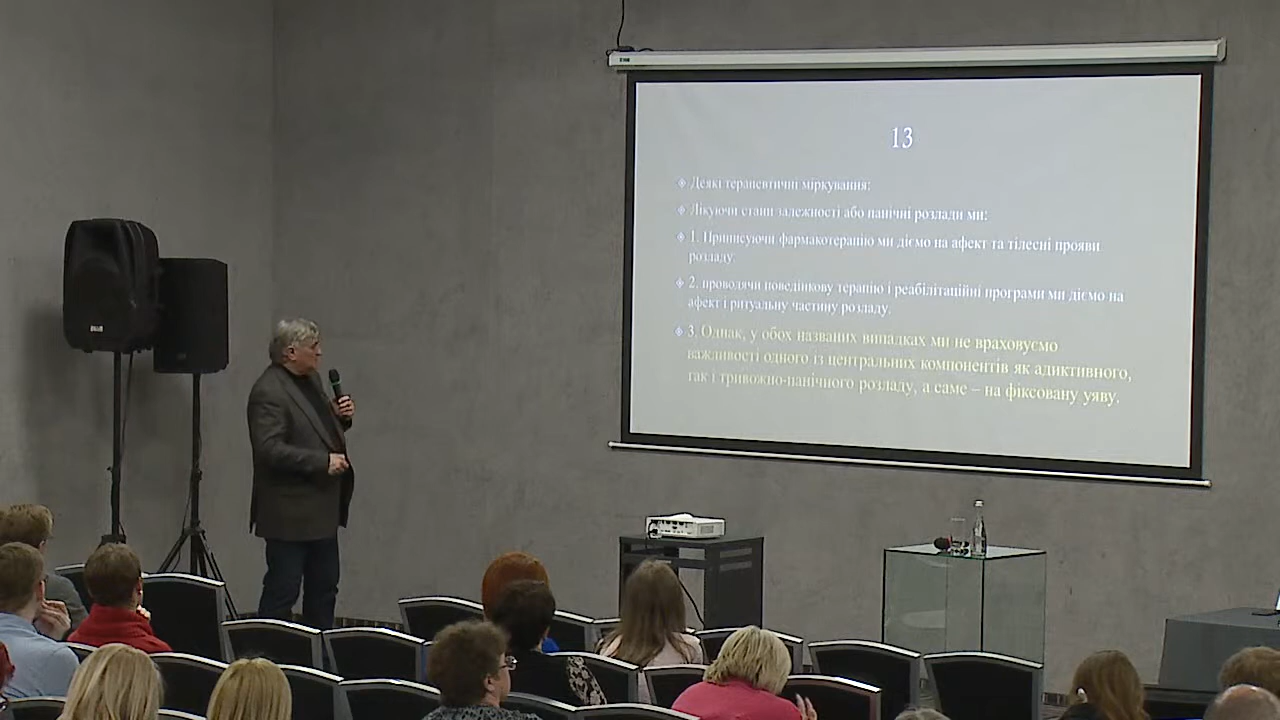 13
Деякі терапевтичні міркування:
Лікуючи стани залежності або панічні розлади ми:
1. Приписуючи фармакотерапію ми діємо на афект та тілесні прояви
розладу.
2. проводячи поведінкову терапію і реабілітаційні програми ми діємо на
афект і ритуальну частину розладу.
3. Однак, у обох названих випадках ми не враховуємо
важливості одного із центральних компонентів як адиктивного,
так і тривожно-панічного розладу, а саме – на фіксовану уяву.